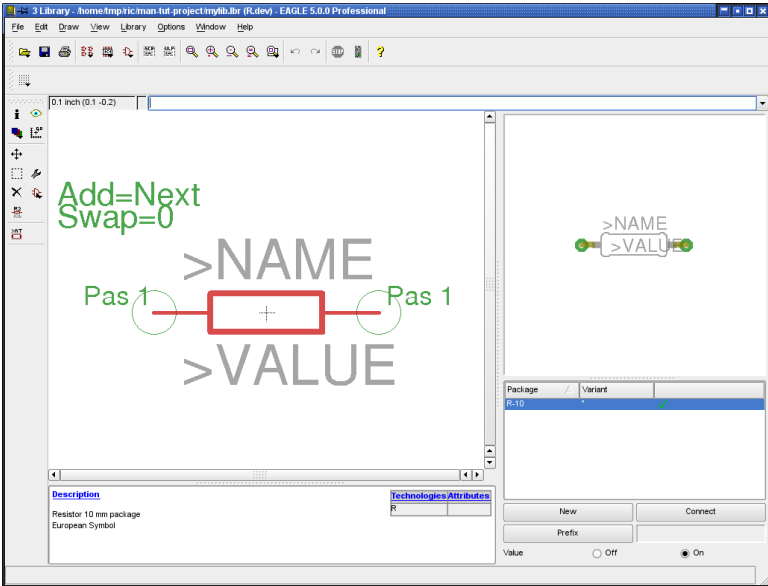 3 Library - /home/tmp/ric/man-tut-project/mylib.lbr (R.dev) - EAGLE 5.0.0 Professional
File Edit Draw View Library Options Window Help
0.1 inch (0.1 -0.2)
Add=Next
Swap=0
>NAME
Pas 1
Pas 1
>VALUE
>NAME
>VALUE
Package Variant
R-10 *
Description
Resistor 10 mm package
European Symbol
Technologies Attributes
R
New Connect
Prefix
Value Off On